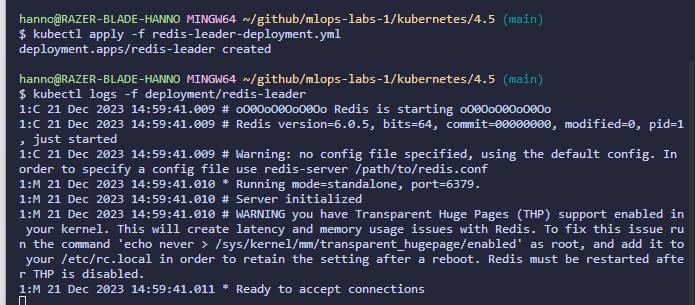 hanno@RAZER-BLADE-HANNO MINGW64 ~/github/mlops-labs-1/kubernetes/4.5 (main)
$ kubectl apply -f redis-leader-deployment.yml
deployment.apps/redis-leader created
hanno@RAZER-BLADE-HANNO MINGW64 ~/github/mlops-labs-1/kubernetes/4.5 (main)
$ kubectl logs -f deployment/redis-leader
1:C 21 Dec 2023 14:59:41.009 # oO0OoO0OoO0Oo Redis is starting oO0OoO0OoO0Oo
1:C 21 Dec 2023 14:59:41.009 # Redis version=6.0.5, bits=64, commit=00000000, modified=0, pid=1
, just started
1:C 21 Dec 2023 14:59:41.009 # Warning: no config file specified, using the default config. In
order to specify a config file use redis-server /path/to/redis.conf
1:M 21 Dec 2023 14:59:41.010 * Running mode=standalone, port=6379.
1:M 21 Dec 2023 14:59:41.010 # Server initialized
1:M 21 Dec 2023 14:59:41.010 # WARNING you have Transparent Huge Pages (THP) support enabled in
your kernel. This will create latency and memory usage issues with Redis. To fix this issue ru
n the command 'echo never > /sys/kernel/mm/transparent_hugepage/enabled' as root, and add it to
your /etc/rc.local in order to retain the setting after a reboot. Redis must be restarted afte
r THP is disabled.
1:M 21 Dec 2023 14:59:41.011 * Ready to accept connections